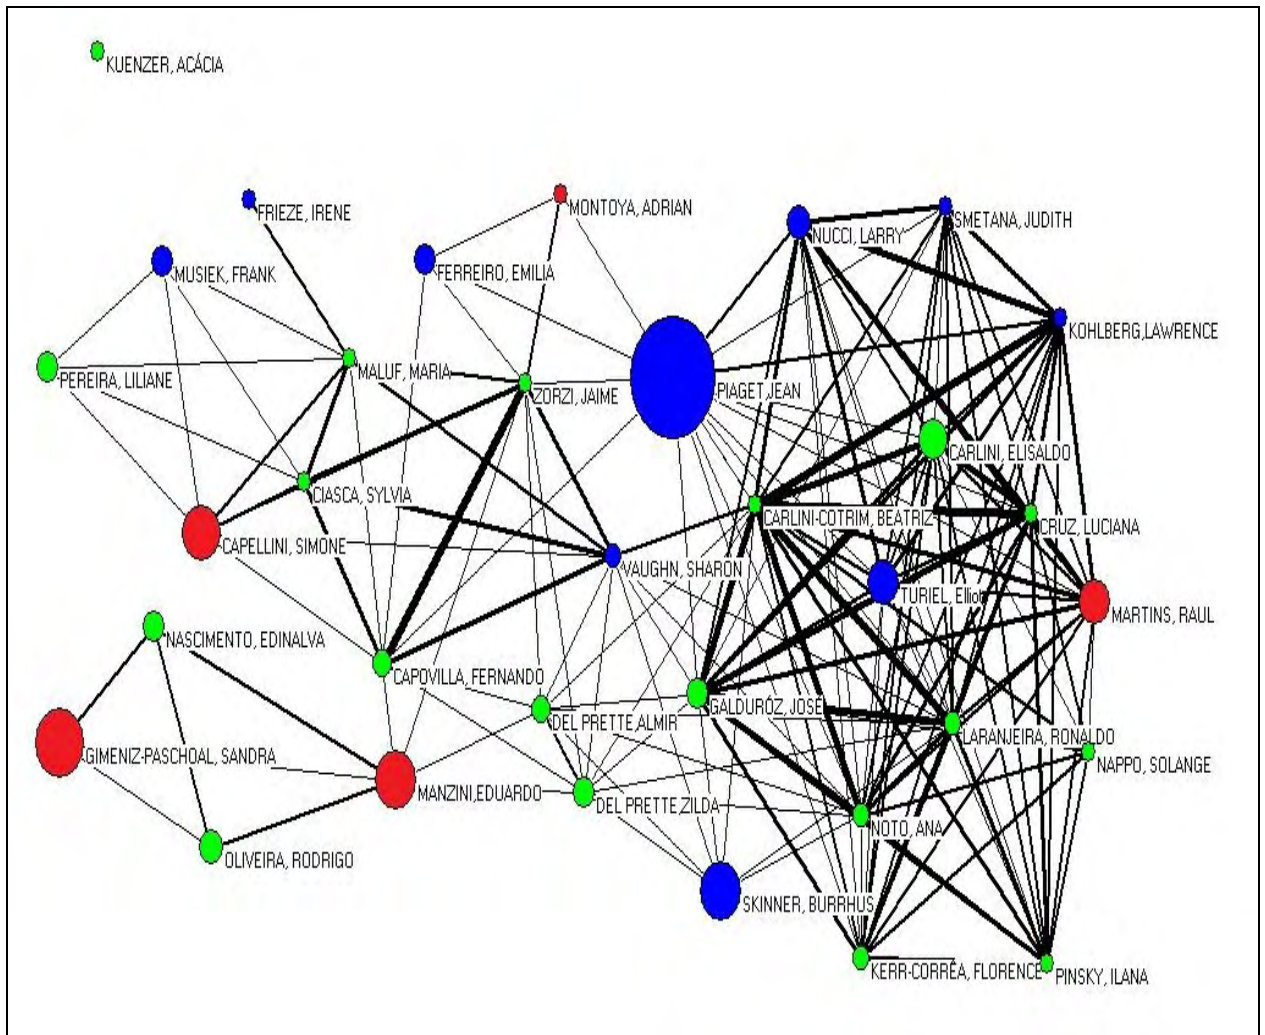 KUENZER, ACÁCIA
FRIEZE, IRENE
MONTOYA, ADRIAN
NUCCI, LARRY
SMETANA, JUDITH
MUSIEK, FRANK
FERREIRO, EMILIA
KOHLBERG,LAWRENCE
PEREIRA, LILIANE
MALUF, MARIA
ZORZI, JAIME
PIAGET,JEAN
CARLINI, ELISALDO
CIASCA, SYLVIA
CARLINI-COTRIM, BEATRIZ
CRUZ, LUCIANA
CAPELLINI, SIMONE
VAUGHN, SHARON
TURIEL, Elliot
MARTINS, RAUL
NASCIMENTO, EDINALVA
CAPOVILLA, FERNANDO
DEL PRETTE,ALMIR
GALDURÓZ, JOSÉ
LARANJEIRA, RONALDO
GIMENIZ-PASCHOAL, SANDRA
NAPPO, SOLANGE
MANZINI,EDUARDO
DEL PRETTE,ZILDA
NOTO, ANA
OLIVEIRA, RODRIGO
SKINNER, BURRHUS
KERR-CORRÊA, FLORENCE
PINSKY, ILANA